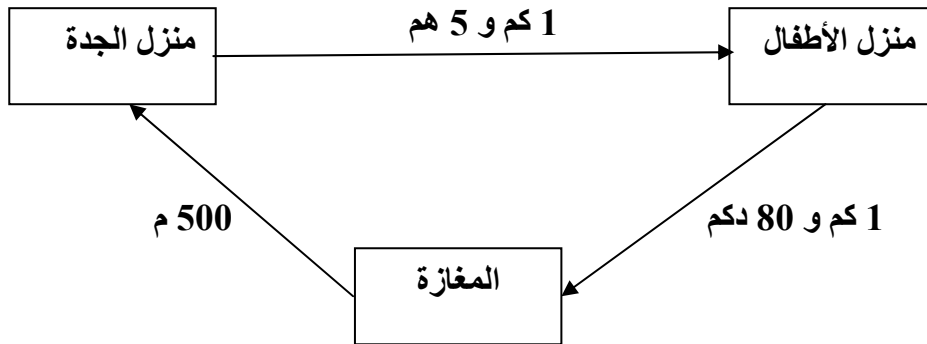 1 كم و 5 هم
منزل الأطفال
منزل الجدة
1 كم و 80 دكم
500 م
المغازة